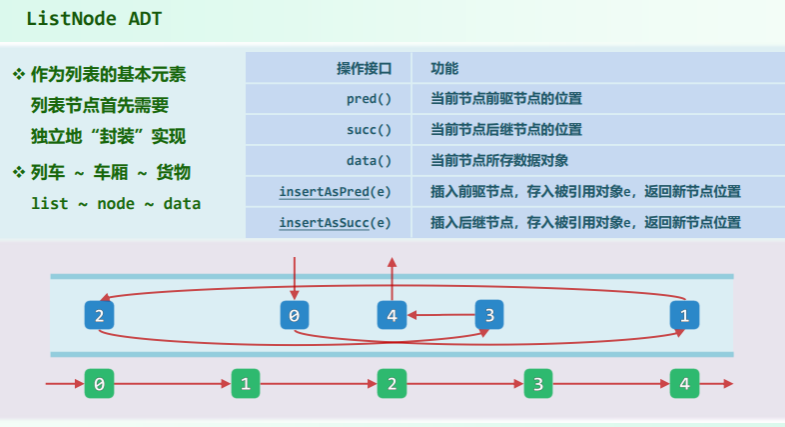 ListNode ADT
❖ 作为列表的基本元素
列表节点首先需要
独立地“封装”实现
❖ 列车 ~ 车厢 ~ 货物
list ~ node ~ data
操作接口 功能
pred() 当前节点前驱节点的位置
succ() 当前节点后继节点的位置
data() 当前节点所存数据对象
insertAsPred(e) 插入前驱节点，存入被引用对象e，返回新节点位置
insertAsSucc(e) 插入后继节点，存入被引用对象e，返回新节点位置
2 0 4 3 1
0 1 2 3 4